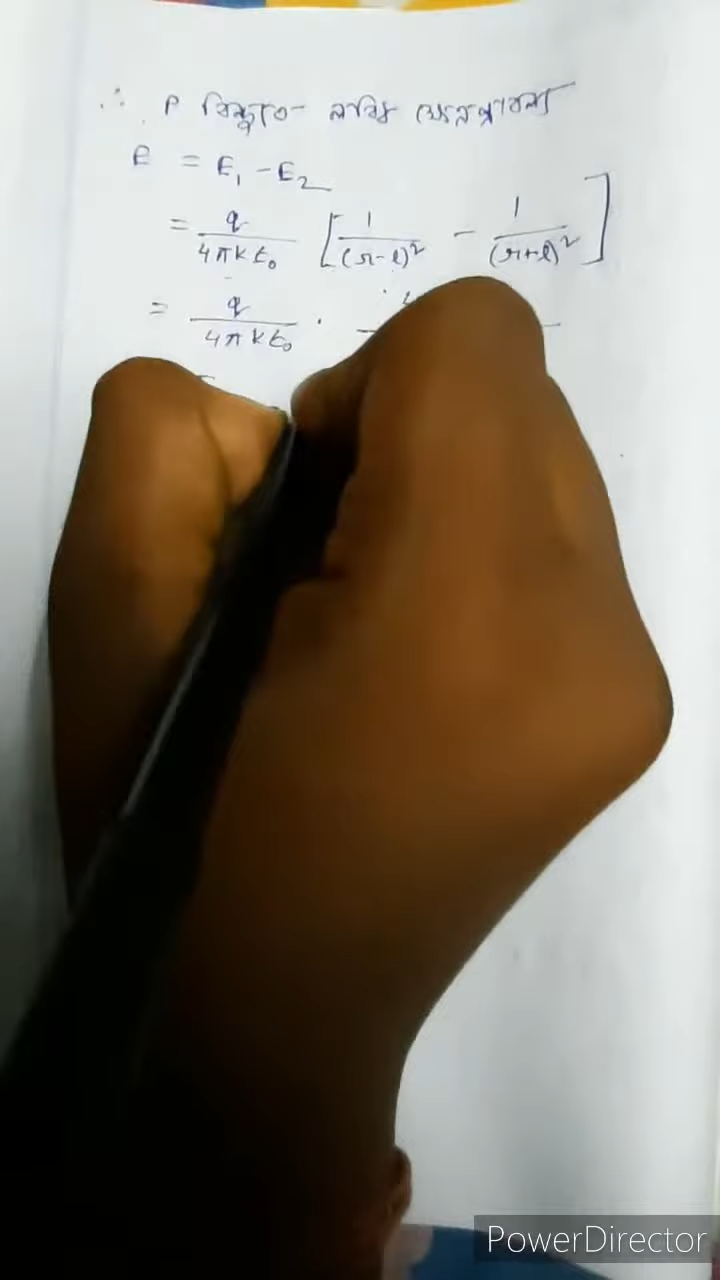 ∴ P বিন্দুতে লব্ধি প্রাবল্য
E = E₁ - E₂
= q/4πKε₀ [1/(r-l)² - 1/(r+l)²]
= q/4πKε₀ ·
PowerDirector